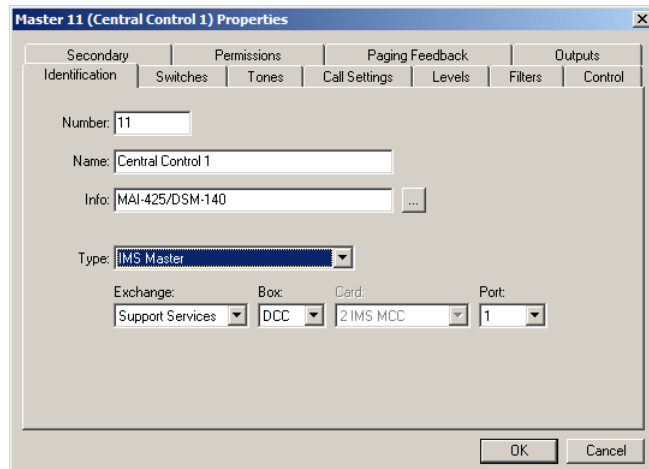 Master 11 (Central Control 1) Properties
Secondary Permissions Paging Feedback Outputs
Identification Switches Tones Call Settings Levels Filters Control
Number: 11
Name: Central Control 1
Info: MAI-425/DSM-140 ...
Type: IMS Master
Exchange: Box: Card: Port:
Support Services DCC 2 IMS MCC 1
OK Cancel